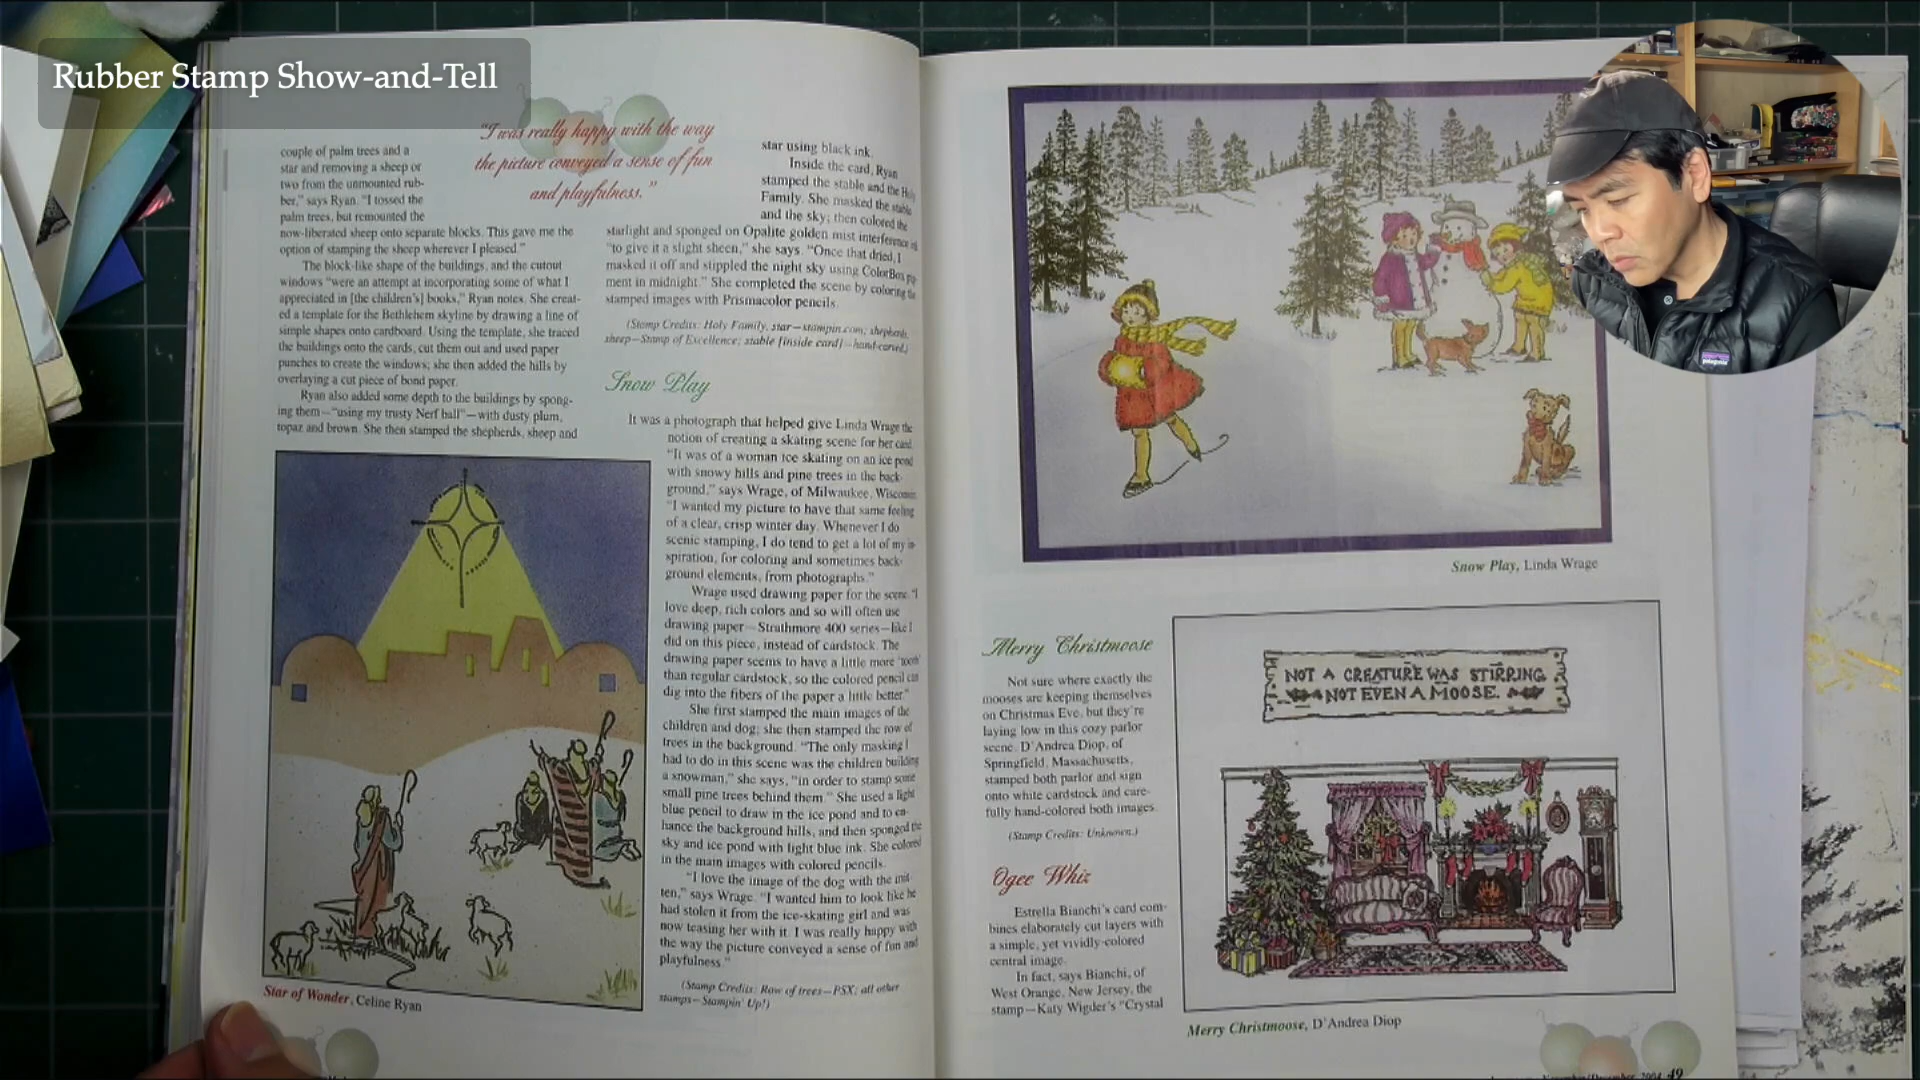 Rubber Stamp Show-and-Tell
couple of palm trees and a
star and removing a sheep or
two from the unmounted rub-
ber," says Ryan. "I tossed the
palm trees, but remounted the
now-liberated sheep onto separate blocks. This gave me the
option of stamping the sheep wherever I pleased."
The block-like shape of the buildings, and the cutout
windows "were an attempt at incorporating some of what I
appreciated in [the children's] books," Ryan notes. She creat-
ed a template for the Bethlehem skyline by drawing a line of
simple shapes onto cardboard. Using the template, she traced
the buildings onto the cards, cut them out and used paper
punches to create the windows; she then added the hills by
overlaying a cut piece of bond paper.
Ryan also added some depth to the buildings by spong-
ing them—"using my trusty Nerf ball"—with dusty plum,
topaz and brown. She then stamped the shepherds, sheep and
Star of Wonder, Celine Ryan
"I was really happy with the way
the picture conveyed a sense of fun
and playfulness."
star using black ink.
Inside the card, Ryan
stamped the stable and the Holy
Family. She masked the stable
and the sky; then colored the
starlight and sponged on Opalite golden mist interference
"to give it a slight sheen," she says. "Once that dried, I
masked it off and stippled the night sky using ColorBox
ment in midnight." She completed the scene by coloring the
stamped images with Prismacolor pencils.
(Stamp Credits: Holy Family, star—stampin.com; shepherds,
sheep—Stamp of Excellence; stable [inside card]—hand-carved.)
Snow Play
It was a photograph that helped give Linda Wrage the
notion of creating a skating scene for her card.
"It was of a woman ice skating on an ice pond
with snowy hills and pine trees in the back-
ground," says Wrage, of Milwaukee, Wisconsin.
"I wanted my picture to have that same feeling
of a clear, crisp winter day. Whenever I do
scenic stamping, I do tend to get a lot of my in-
spiration, for coloring and sometimes back-
ground elements, from photographs."
Wrage used drawing paper for the scene. "I
love deep, rich colors and so will often use
drawing paper—Strathmore 400 series—like I
did on this piece, instead of cardstock. The
drawing paper seems to have a little more 'tooth'
than regular cardstock, so the colored pencil can
dig into the fibers of the paper a little better."
She first stamped the main images of the
children and dog; she then stamped the row of
trees in the background. "The only masking I
had to do in this scene was the children building
a snowman," she says, "in order to stamp some
small pine trees behind them." She used a light
blue pencil to draw in the ice pond and to en-
hance the background hills, and then sponged the
sky and ice pond with light blue ink. She colored
in the main images with colored pencils.
"I love the image of the dog with the mit-
ten," says Wrage. "I wanted him to look like he
had stolen it from the ice-skating girl and was
now teasing her with it. I was really happy with
the way the picture conveyed a sense of fun and
playfulness."
(Stamp Credits: Row of trees—PSX; all other
stamps—Stampin' Up!)
Snow Play, Linda Wrage
Merry Christmoose
Not sure where exactly the
mooses are keeping themselves
on Christmas Eve, but they're
laying low in this cozy parlor
scene. D'Andrea Diop, of
Springfield, Massachusetts,
stamped both parlor and sign
onto white cardstock and care-
fully hand-colored both images.
(Stamp Credits: Unknown.)
Ogee Whiz
Estrella Bianchi's card com-
bines elaborately cut layers with
a simple, yet vividly-colored
central image.
In fact, says Bianchi, of
West Orange, New Jersey, the
stamp—Katy Wigder's "Crystal
NOT A CREATURE WAS STIRRING
NOT EVEN A MOOSE.
Merry Christmoose, D'Andrea Diop
November/December 2004 49
patagonia